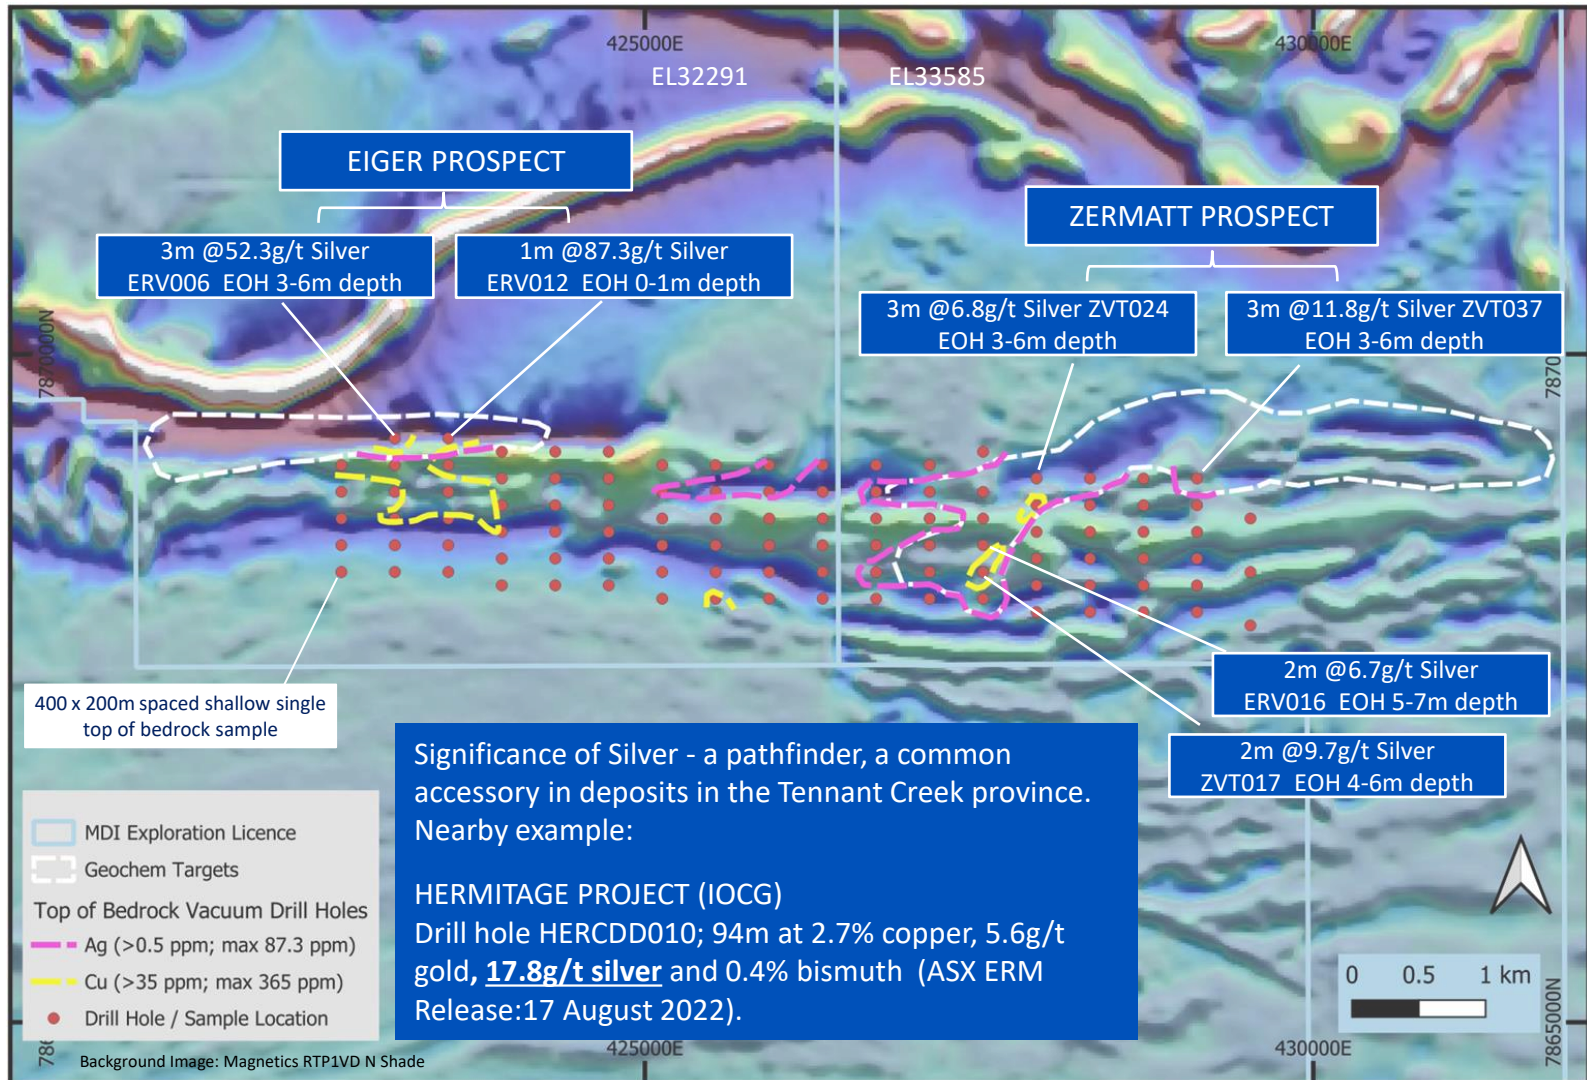 425000E
430000E
EL32291
EL33585
EIGER PROSPECT
ZERMATT PROSPECT
3m @52.3g/t Silver
ERV006 EOH 3-6m depth
1m @87.3g/t Silver
ERV012 EOH 0-1m depth
3m @6.8g/t Silver ZVT024
EOH 3-6m depth
3m @11.8g/t Silver ZVT037
EOH 3-6m depth
7870000N
7870
2m @6.7g/t Silver
ERV016 EOH 5-7m depth
2m @9.7g/t Silver
ZVT017 EOH 4-6m depth
400 x 200m spaced shallow single
top of bedrock sample
Significance of Silver - a pathfinder, a common
accessory in deposits in the Tennant Creek province.
Nearby example:
HERMITAGE PROJECT (IOCG)
Drill hole HERCDD010; 94m at 2.7% copper, 5.6g/t
gold, 17.8g/t silver and 0.4% bismuth (ASX ERM
Release:17 August 2022).
MDI Exploration Licence
Geochem Targets
Top of Bedrock Vacuum Drill Holes
Ag (>0.5 ppm; max 87.3 ppm)
Cu (>35 ppm; max 365 ppm)
Drill Hole / Sample Location
Background Image: Magnetics RTP1VD N Shade
0 0.5 1 km
7865000N
425000E
430000E